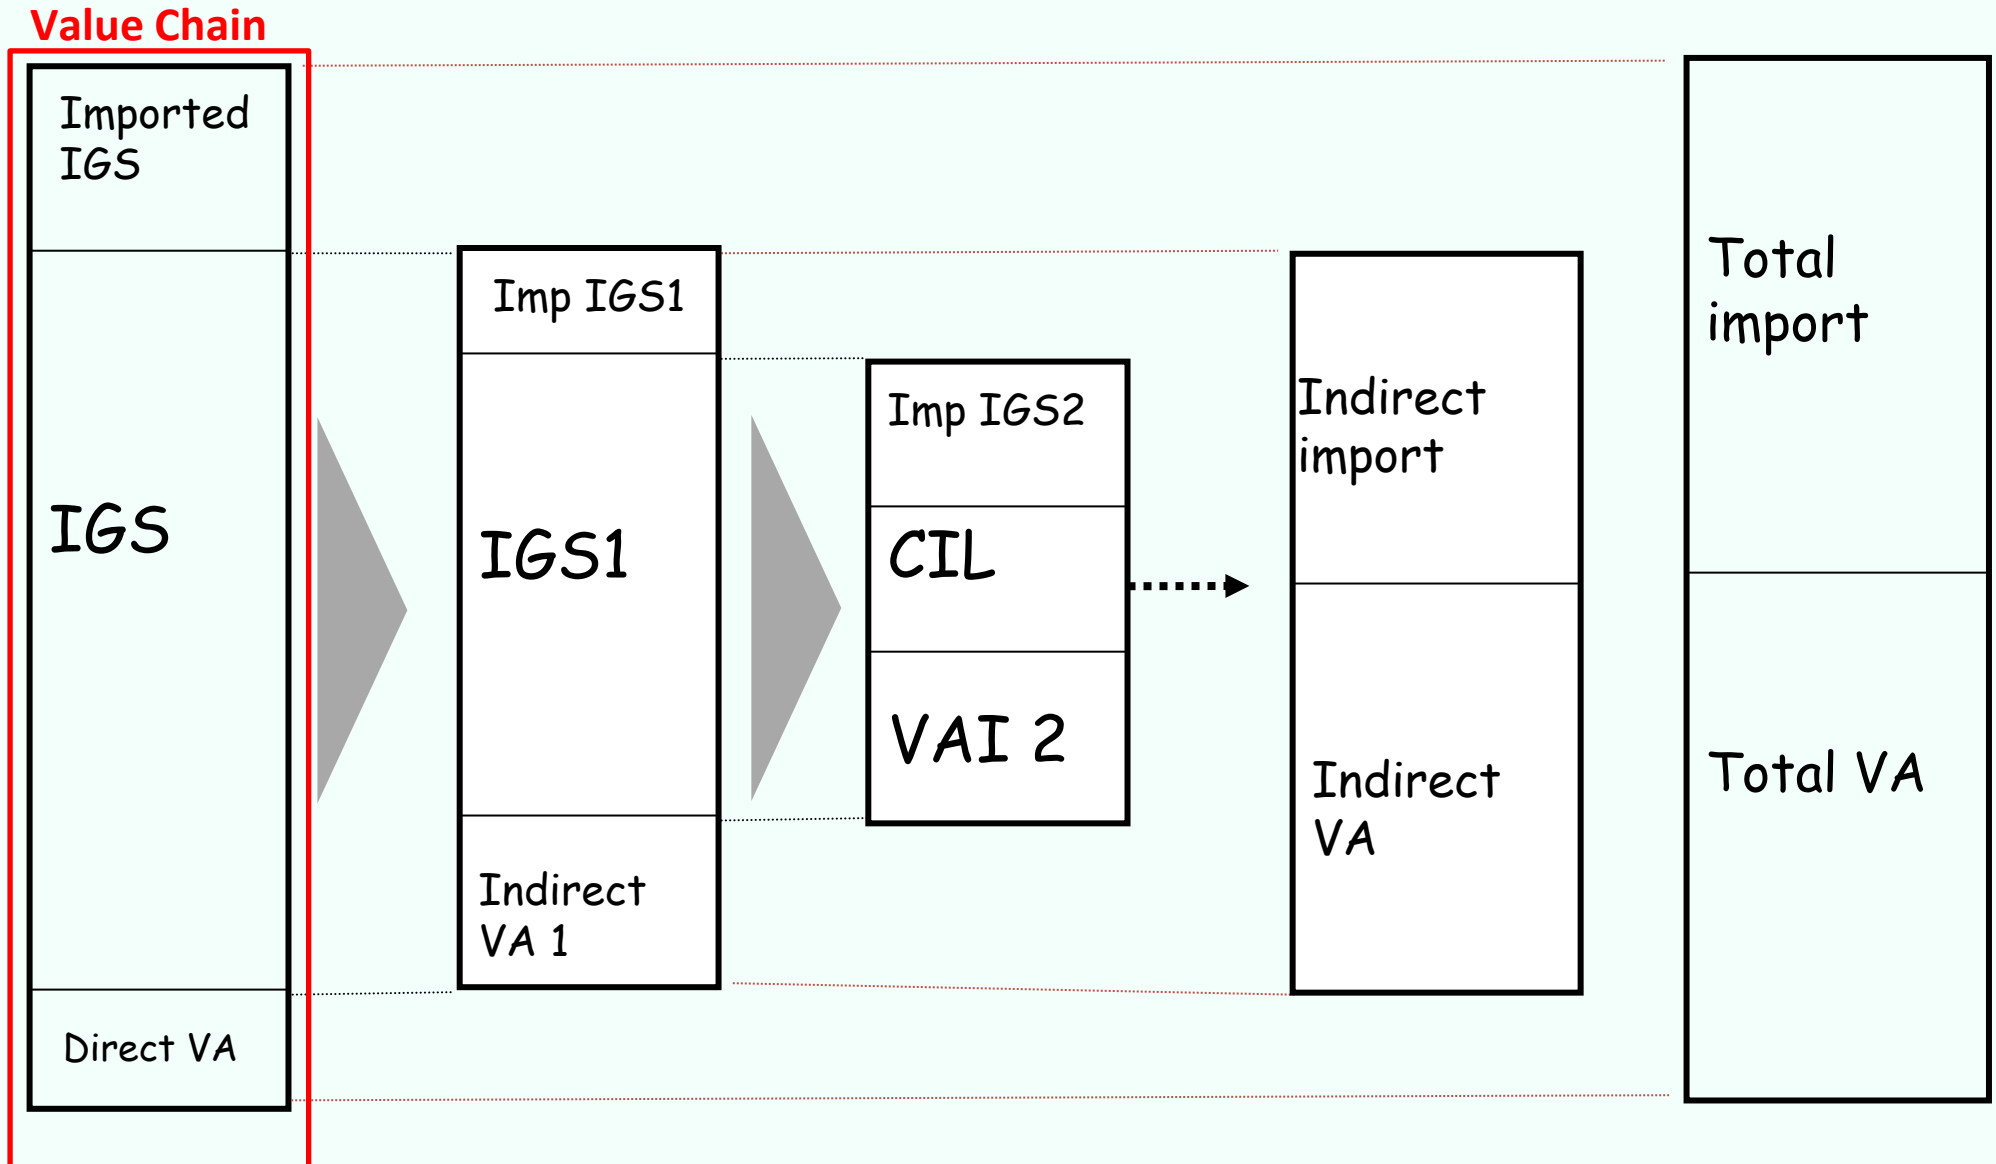 Value Chain
Imported
IGS
IGS
Direct VA
Imp IGS1
IGS1
Indirect
VA 1
Imp IGS2
CIL
VAI 2
Indirect
import
Indirect
VA
Total
import
Total VA